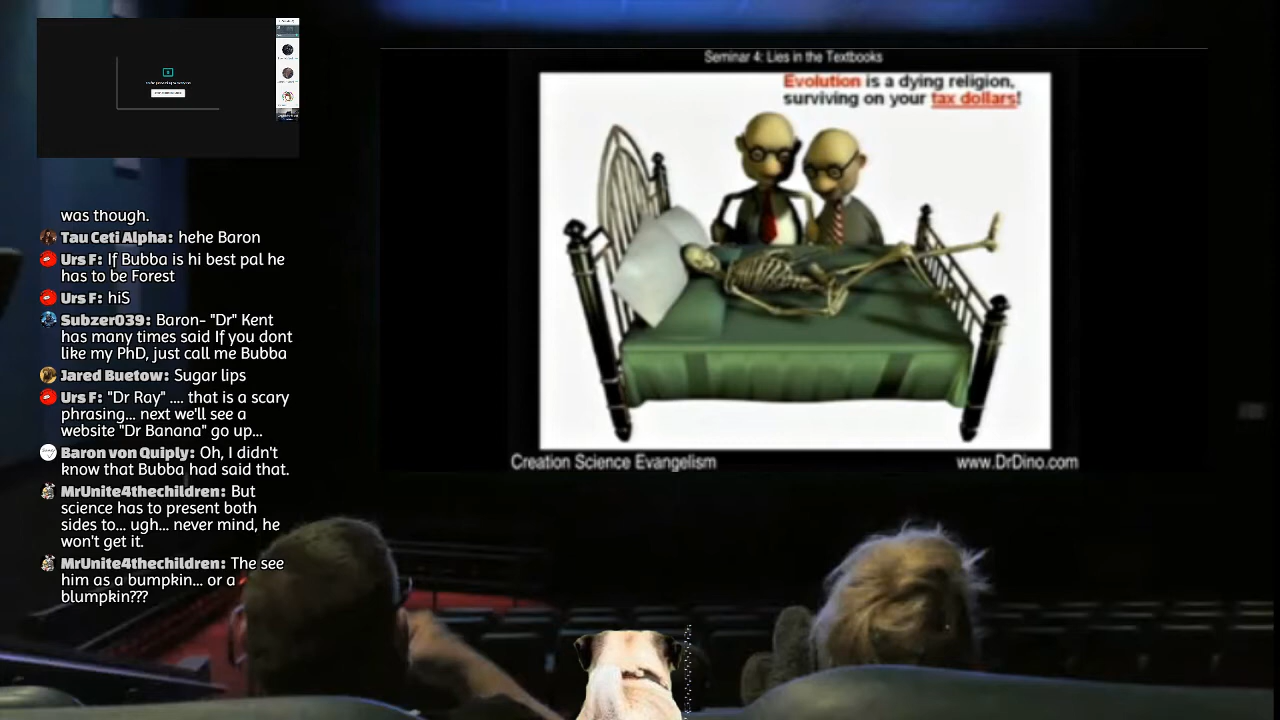 was though.
Tau Ceti Alpha: hehe Baron
Urs F: If Bubba is hi best pal he
has to be Forest
Urs F: hiS
Subzer039: Baron- "Dr" Kent
has many times said If you dont
like my PhD, just call me Bubba
Jared Buetow: Sugar lips
Urs F: "Dr Ray" .... that is a scary
phrasing... next we'll see a
website "Dr Banana" go up...
Baron von Quiply: Oh, I didn't
know that Bubba had said that.
MrUnite4thechildren: But
science has to present both
sides to... ugh... never mind, he
won't get it.
MrUnite4thechildren: The see
him as a bumpkin... or a
blumpkin???
Seminar 4: Lies in the Textbooks
Evolution is a dying religion,
surviving on your tax dollars!
Creation Science Evangelism
www.DrDino.com